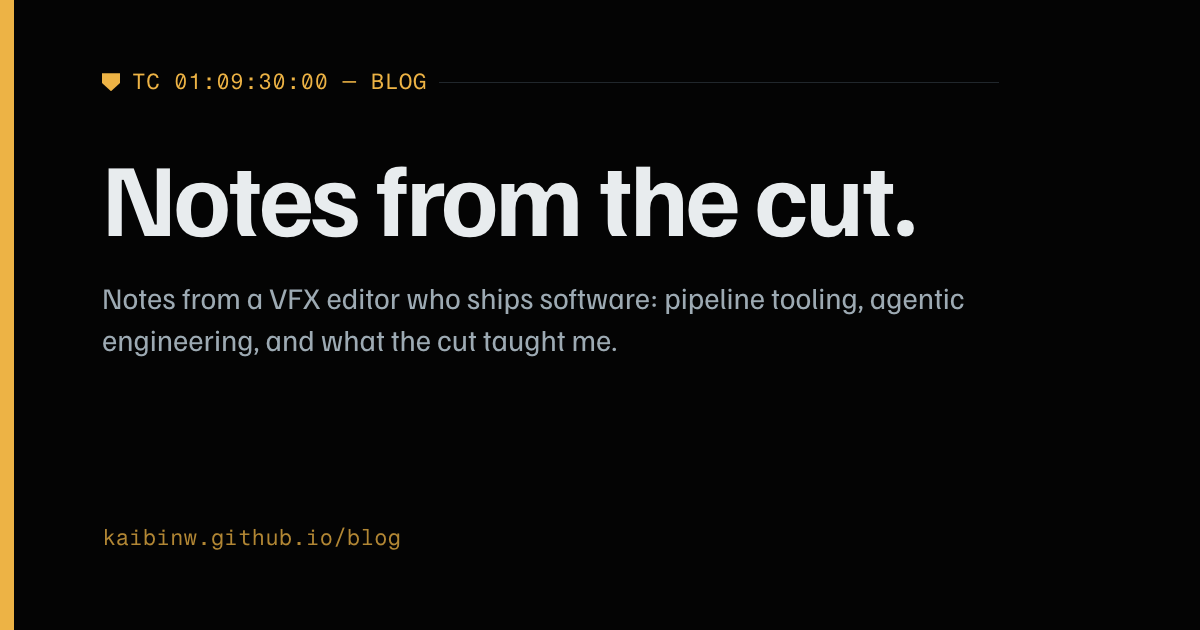 TC 01:09:30:00 — BLOG
Notes from the cut.
Notes from a VFX editor who ships software: pipeline tooling, agentic
engineering, and what the cut taught me.
kaibinw.github.io/blog